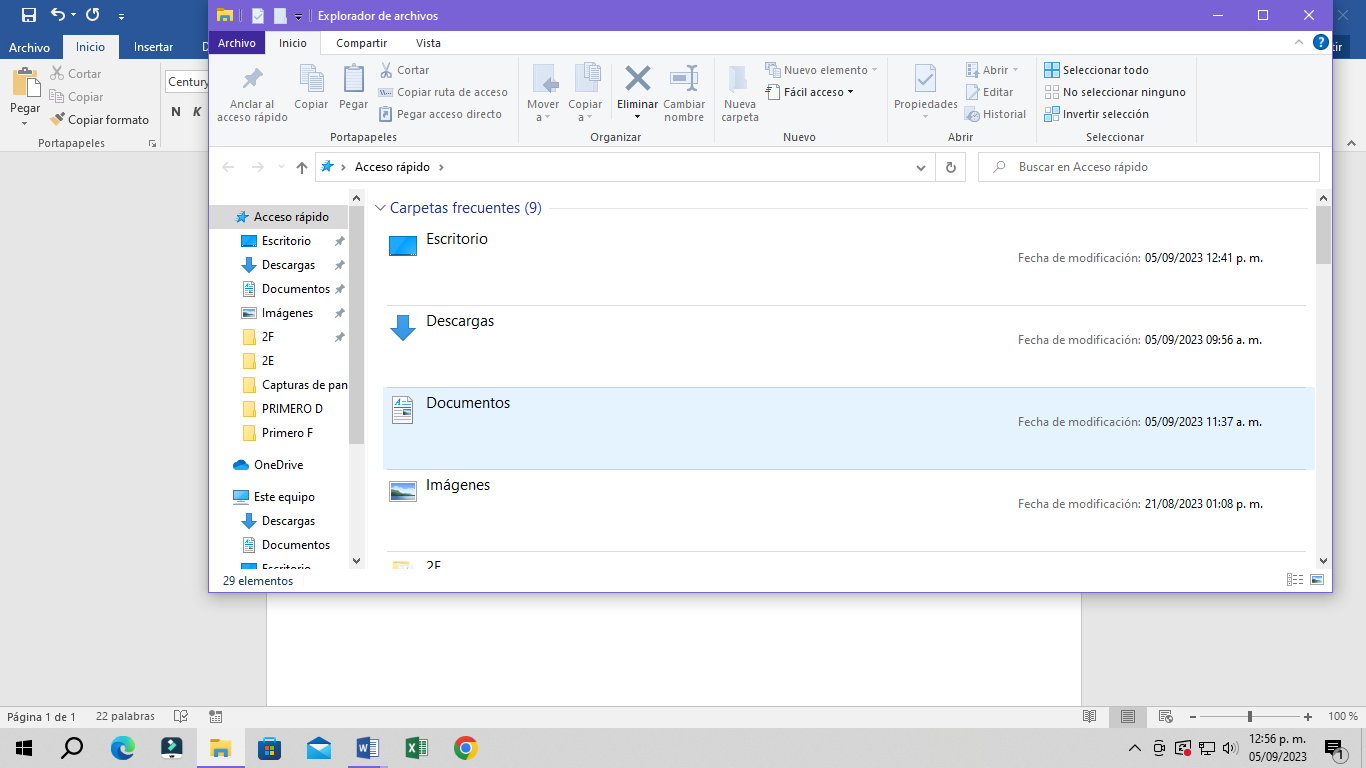 Explorador de archivos
Archivo
Inicio
Insertar
Archivo
Inicio
Compartir
Vista
?
Pegar
Cortar
Copiar
Copiar formato
Portapapeles
Century
N K
Anclar al acceso rápido
Copiar
Pegar
Cortar
Copiar ruta de acceso
Pegar acceso directo
Portapapeles
Mover a
Copiar a
Eliminar
Cambiar nombre
Organizar
Nueva carpeta
Nuevo elemento
Fácil acceso
Nuevo
Propiedades
Abrir
Editar
Historial
Abrir
Seleccionar todo
No seleccionar ninguno
Invertir selección
Seleccionar
Acceso rápido
Buscar en Acceso rápido
Acceso rápido
Escritorio
Descargas
Documentos
Imágenes
2F
2E
Capturas de pan
PRIMERO D
Primero F
OneDrive
Este equipo
Descargas
Documentos
Escritorio
Carpetas frecuentes (9)
Escritorio
Fecha de modificación: 05/09/2023 12:41 p. m.
Descargas
Fecha de modificación: 05/09/2023 09:56 a. m.
Documentos
Fecha de modificación: 05/09/2023 11:37 a. m.
Imágenes
Fecha de modificación: 21/08/2023 01:08 p. m.
29 elementos
Página 1 de 1
22 palabras
100 %
12:56 p. m.
05/09/2023
1